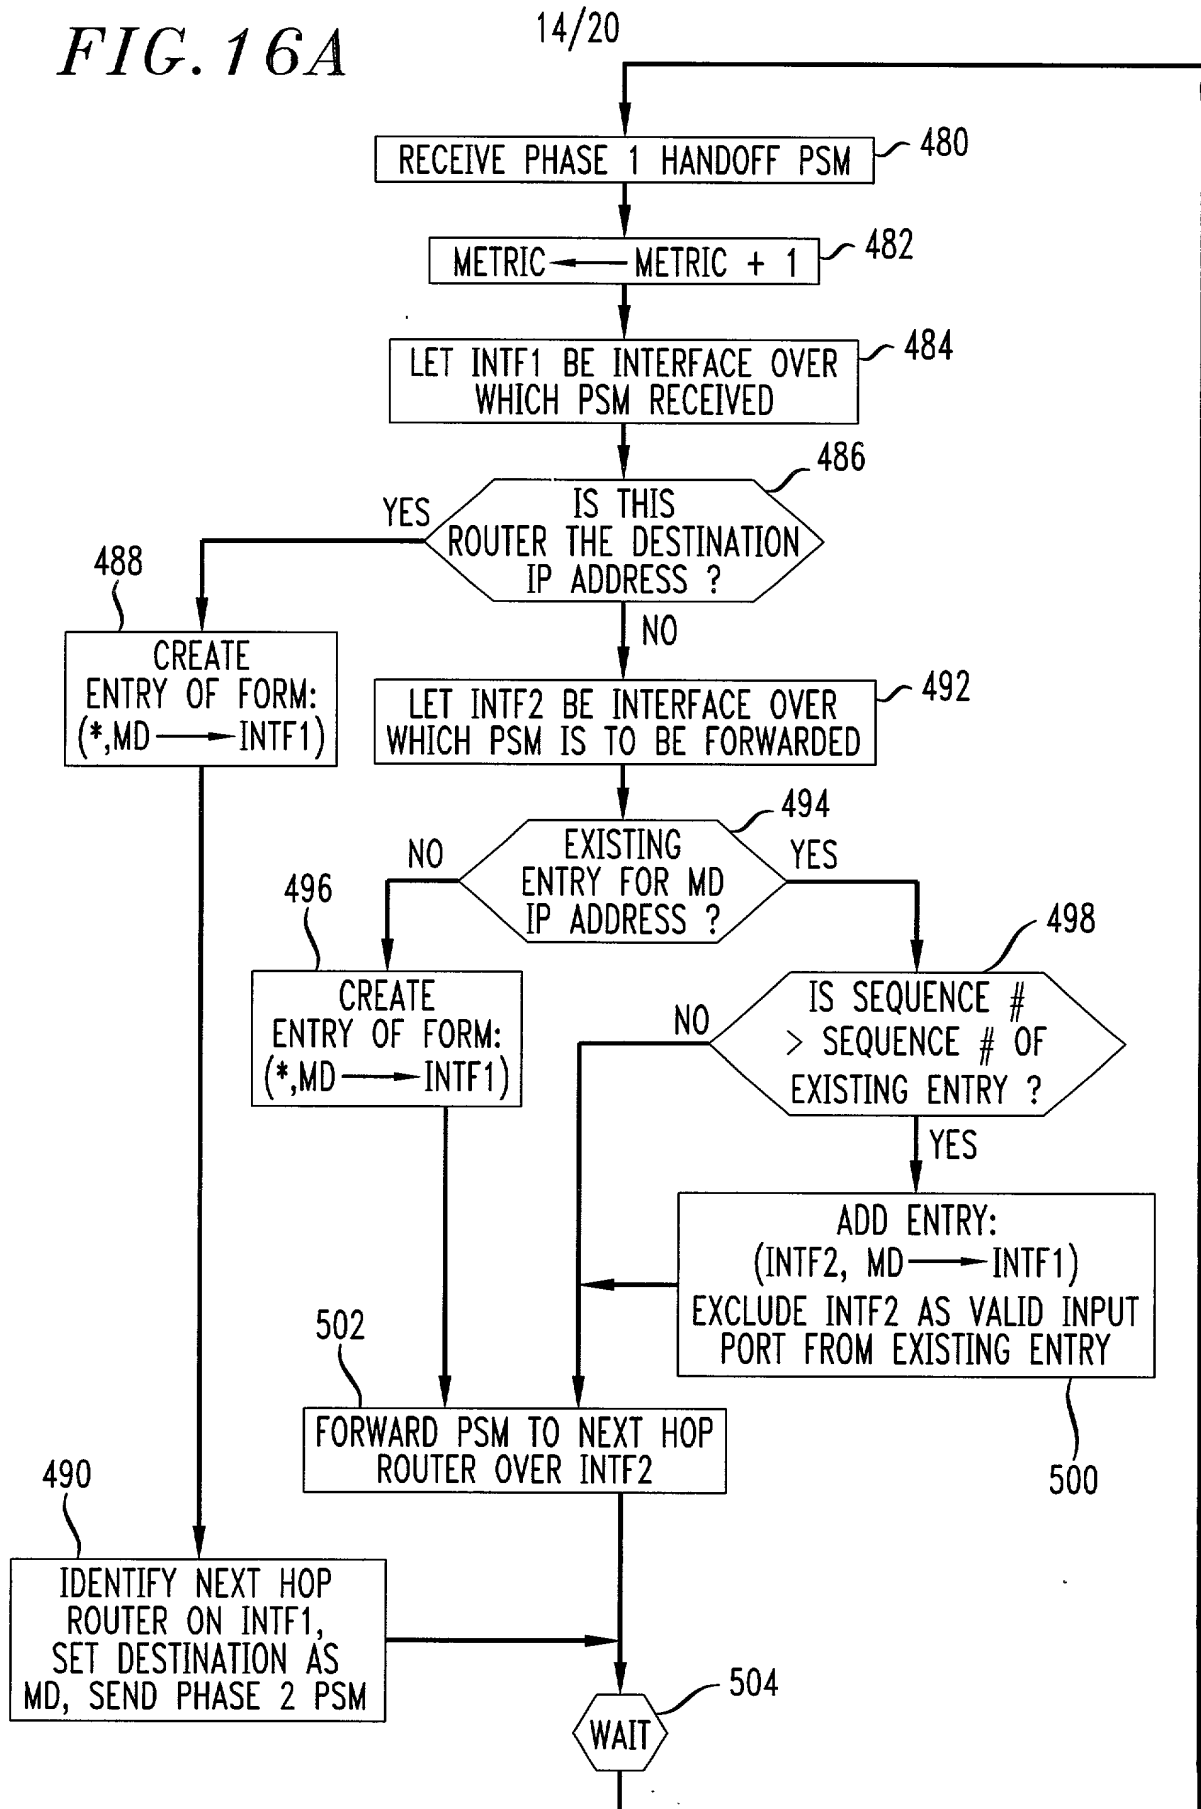 FIG. 16A
14/20
RECEIVE PHASE 1 HANDOFF PSM
480
METRIC ⟵ METRIC + 1
482
LET INTF1 BE INTERFACE OVER
WHICH PSM RECEIVED
484
IS THIS
ROUTER THE DESTINATION
IP ADDRESS ?
486
YES
NO
488
CREATE
ENTRY OF FORM:
(*,MD ⟶ INTF1)
LET INTF2 BE INTERFACE OVER
WHICH PSM IS TO BE FORWARDED
492
EXISTING
ENTRY FOR MD
IP ADDRESS ?
494
NO
YES
496
CREATE
ENTRY OF FORM:
(*,MD ⟶ INTF1)
498
IS SEQUENCE #
> SEQUENCE # OF
EXISTING ENTRY ?
NO
YES
ADD ENTRY:
(INTF2, MD ⟶ INTF1)
EXCLUDE INTF2 AS VALID INPUT
PORT FROM EXISTING ENTRY
500
502
FORWARD PSM TO NEXT HOP
ROUTER OVER INTF2
490
IDENTIFY NEXT HOP
ROUTER ON INTF1,
SET DESTINATION AS
MD, SEND PHASE 2 PSM
WAIT
504